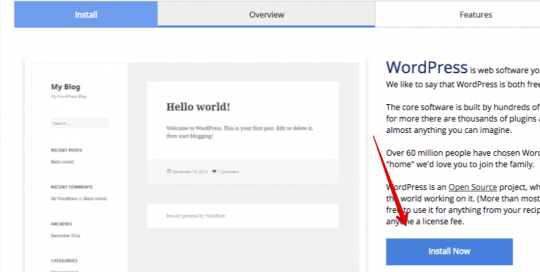 Install
Overview
Features
My Blog
My WordPress Blog
Search ...
RECENT POSTS
Hello world!
RECENT COMMENTS
Mr WordPress on Hello world!
ARCHIVES
December 2014
CATEGORIES
Hello world!
Welcome to WordPress. This is your first post. Edit or delete it,
then start blogging!
1 Comment
Proudly powered by WordPress
WordPress is web software you
We like to say that WordPress is both free
The core software is built by hundreds of
for more there are thousands of plugins a
almost anything you can imagine.
Over 60 million people have chosen Word
"home" we'd love you to join the family.
WordPress is an Open Source project, wh
the world working on it. (More than most
free to use it for anything from your recip
anyone a license fee.
Install Now